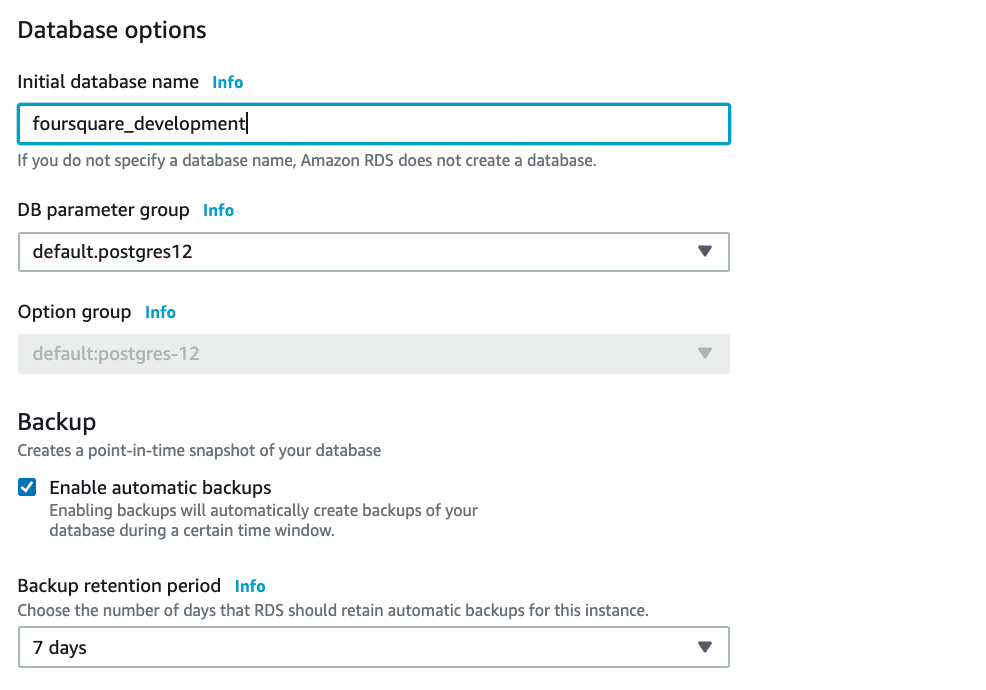 Database options
Initial database name Info
foursquare_development
If you do not specify a database name, Amazon RDS does not create a database.
DB parameter group Info
default.postgres12
Option group Info
default:postgres-12
Backup
Creates a point-in-time snapshot of your database
Enable automatic backups
Enabling backups will automatically create backups of your
database during a certain time window.
Backup retention period Info
Choose the number of days that RDS should retain automatic backups for this instance.
7 days